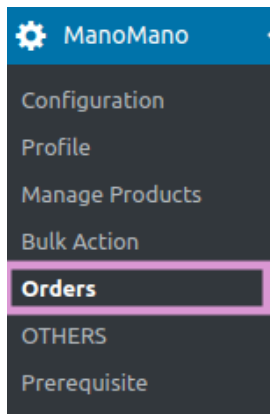 ManoMano
Configuration
Profile
Manage Products
Bulk Action
Orders
OTHERS
Prerequisite